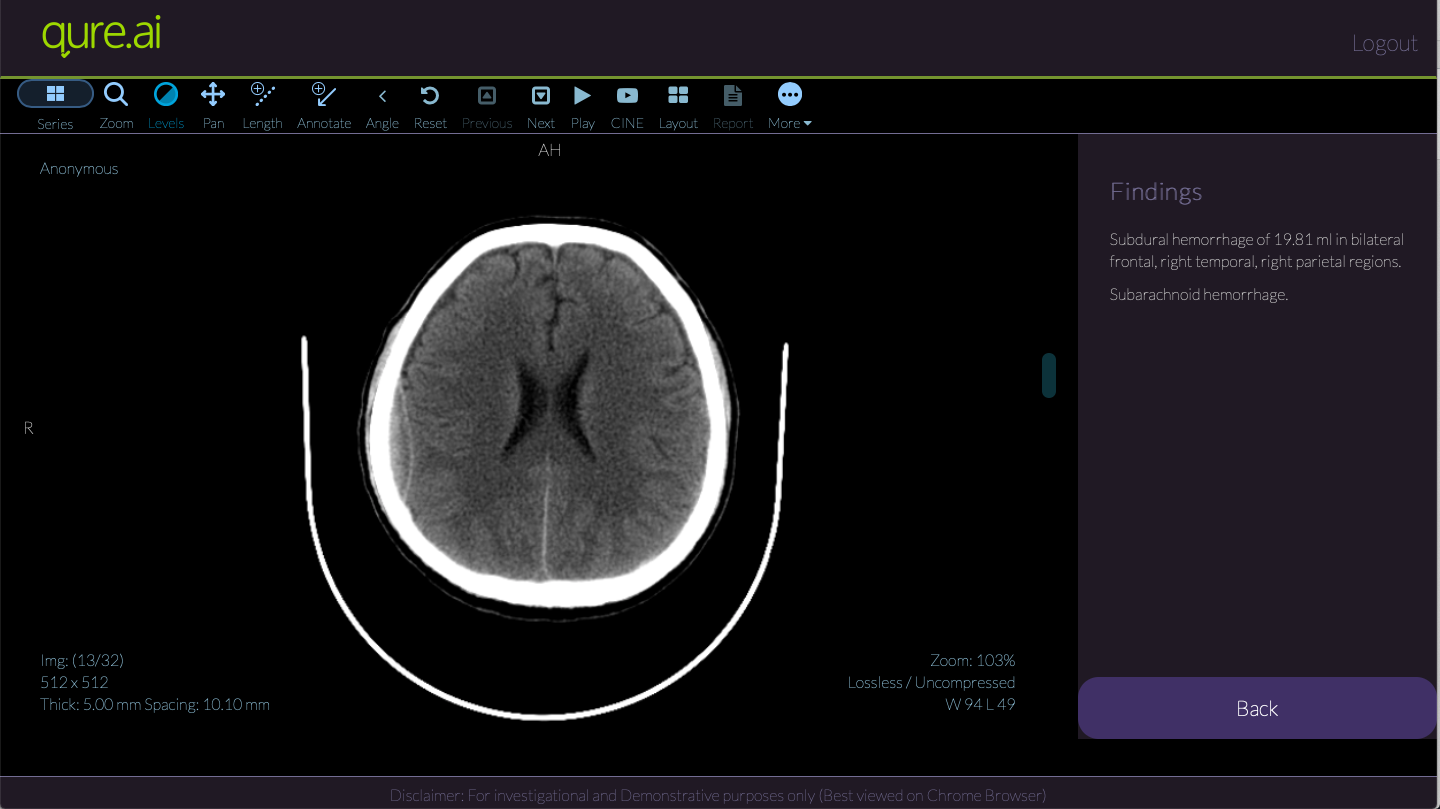 qure.ai
Logout
Series Zoom Levels Pan Length Annotate Angle Reset Previous Next Play CINE Layout Report More
AH
Anonymous
R
Img: (13/32)
512 x 512
Thick: 5.00 mm Spacing: 10.10 mm
Zoom: 103%
Lossless / Uncompressed
W 94 L 49
Findings
Subdural hemorrhage of 19.81 ml in bilateral
frontal, right temporal, right parietal regions.
Subarachnoid hemorrhage.
Back
Disclaimer: For investigational and Demonstrative purposes only (Best viewed on Chrome Browser)